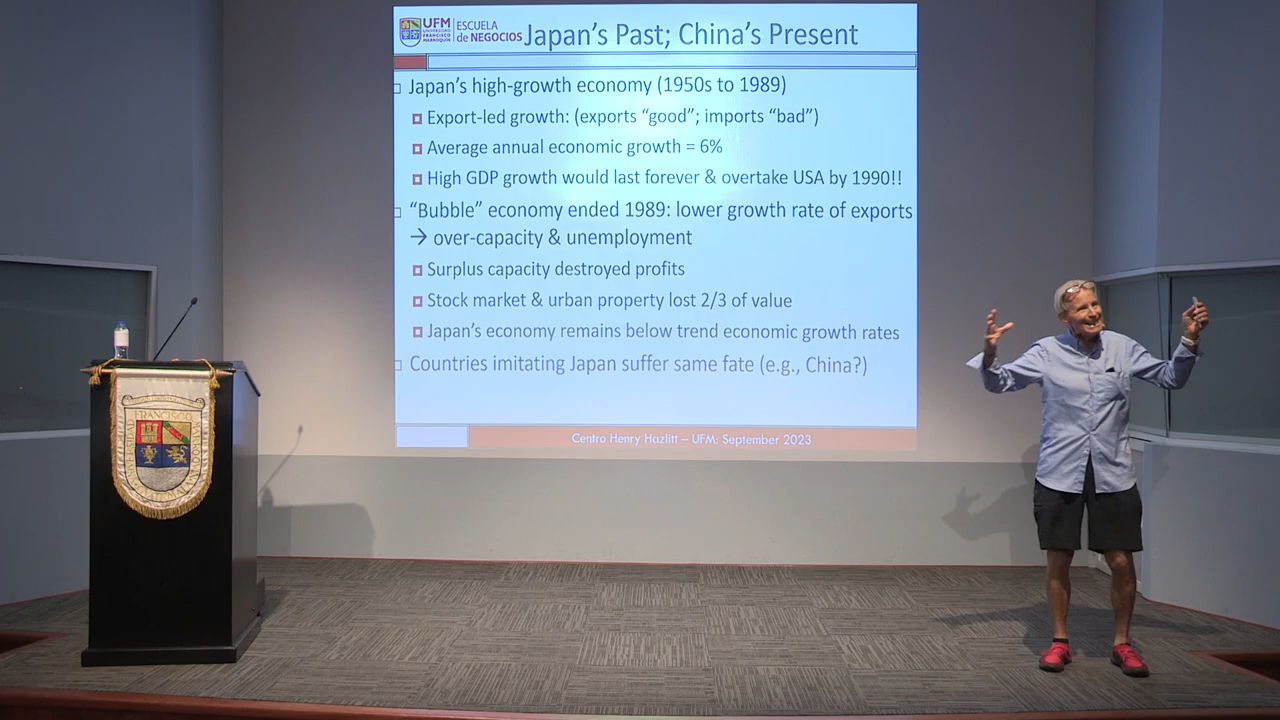 UFM
UNIVERSIDAD
FRANCISCO
MARROQUÍN
ESCUELA
de NEGOCIOS
Japan’s Past; China’s Present
Japan’s high-growth economy (1950s to 1989)
Export-led growth: (exports “good”; imports “bad”)
Average annual economic growth = 6%
High GDP growth would last forever & overtake USA by 1990!!
“Bubble” economy ended 1989: lower growth rate of exports
→ over-capacity & unemployment
Surplus capacity destroyed profits
Stock market & urban property lost 2/3 of value
Japan’s economy remains below trend economic growth rates
Countries imitating Japan suffer same fate (e.g., China?)
Centro Henry Hazlitt – UFM: September 2023
FRANCISCO